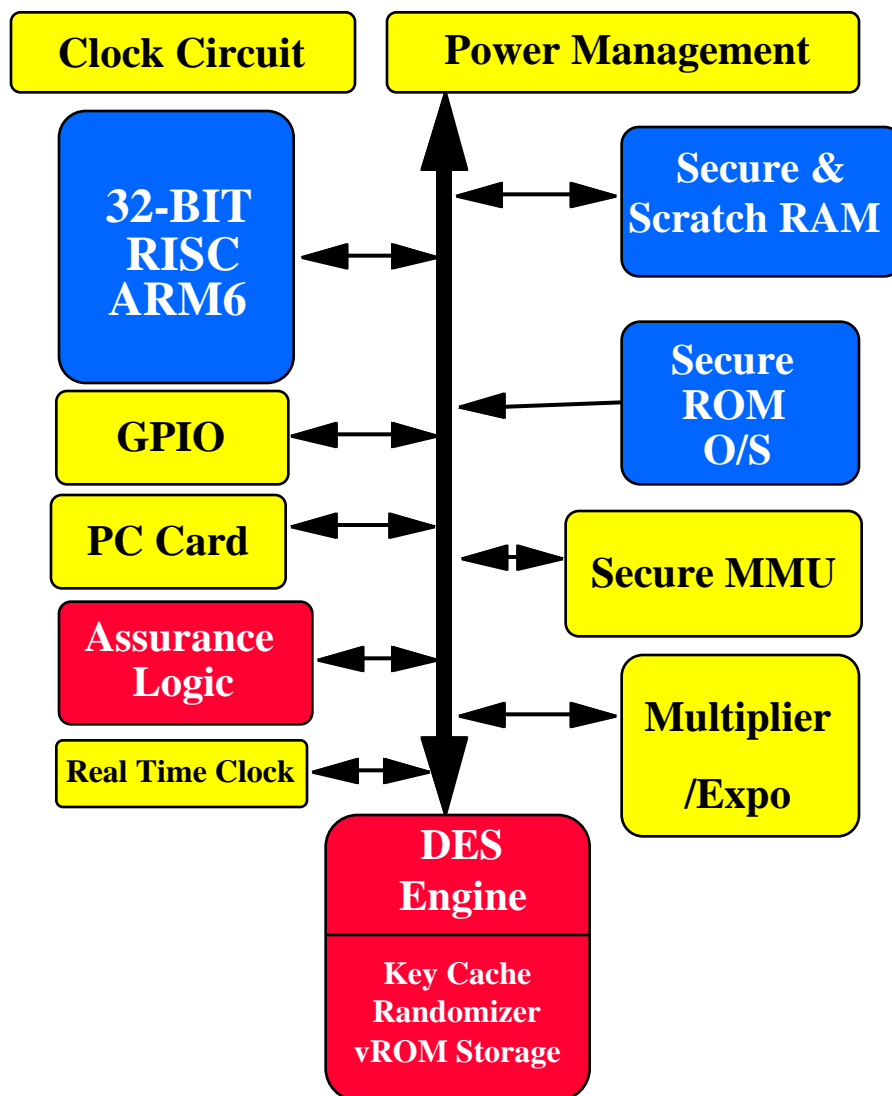 Clock Circuit
Power Management
32-BIT
RISC
ARM6
Secure &
Scratch RAM
Secure
ROM
O/S
GPIO
PC Card
Secure MMU
Assurance
Logic
Multiplier
/Expo
Real Time Clock
DES
Engine
Key Cache
Randomizer
vROM Storage